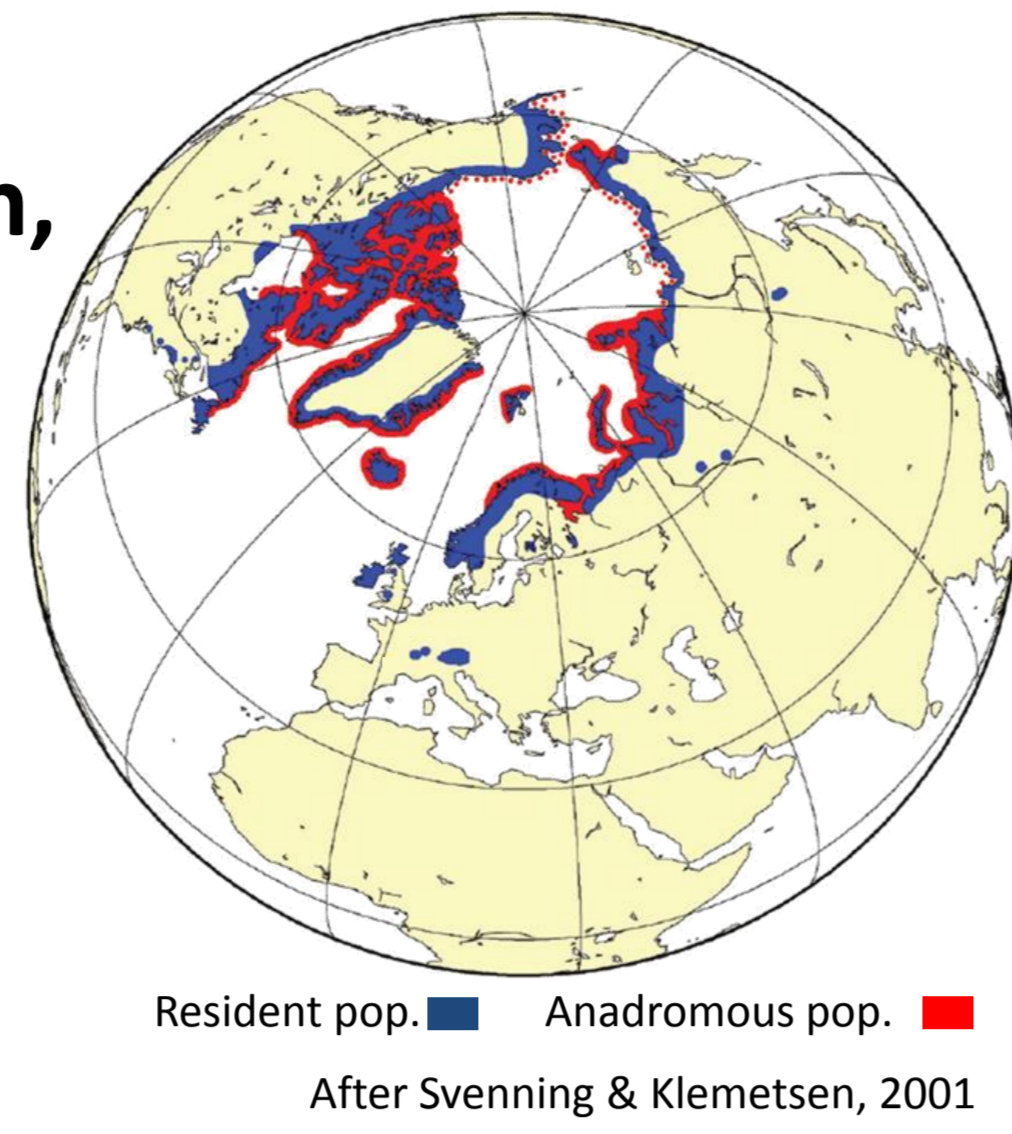 n,
Resident pop. Anadromous pop.
After Svenning & Klemetsen, 2001